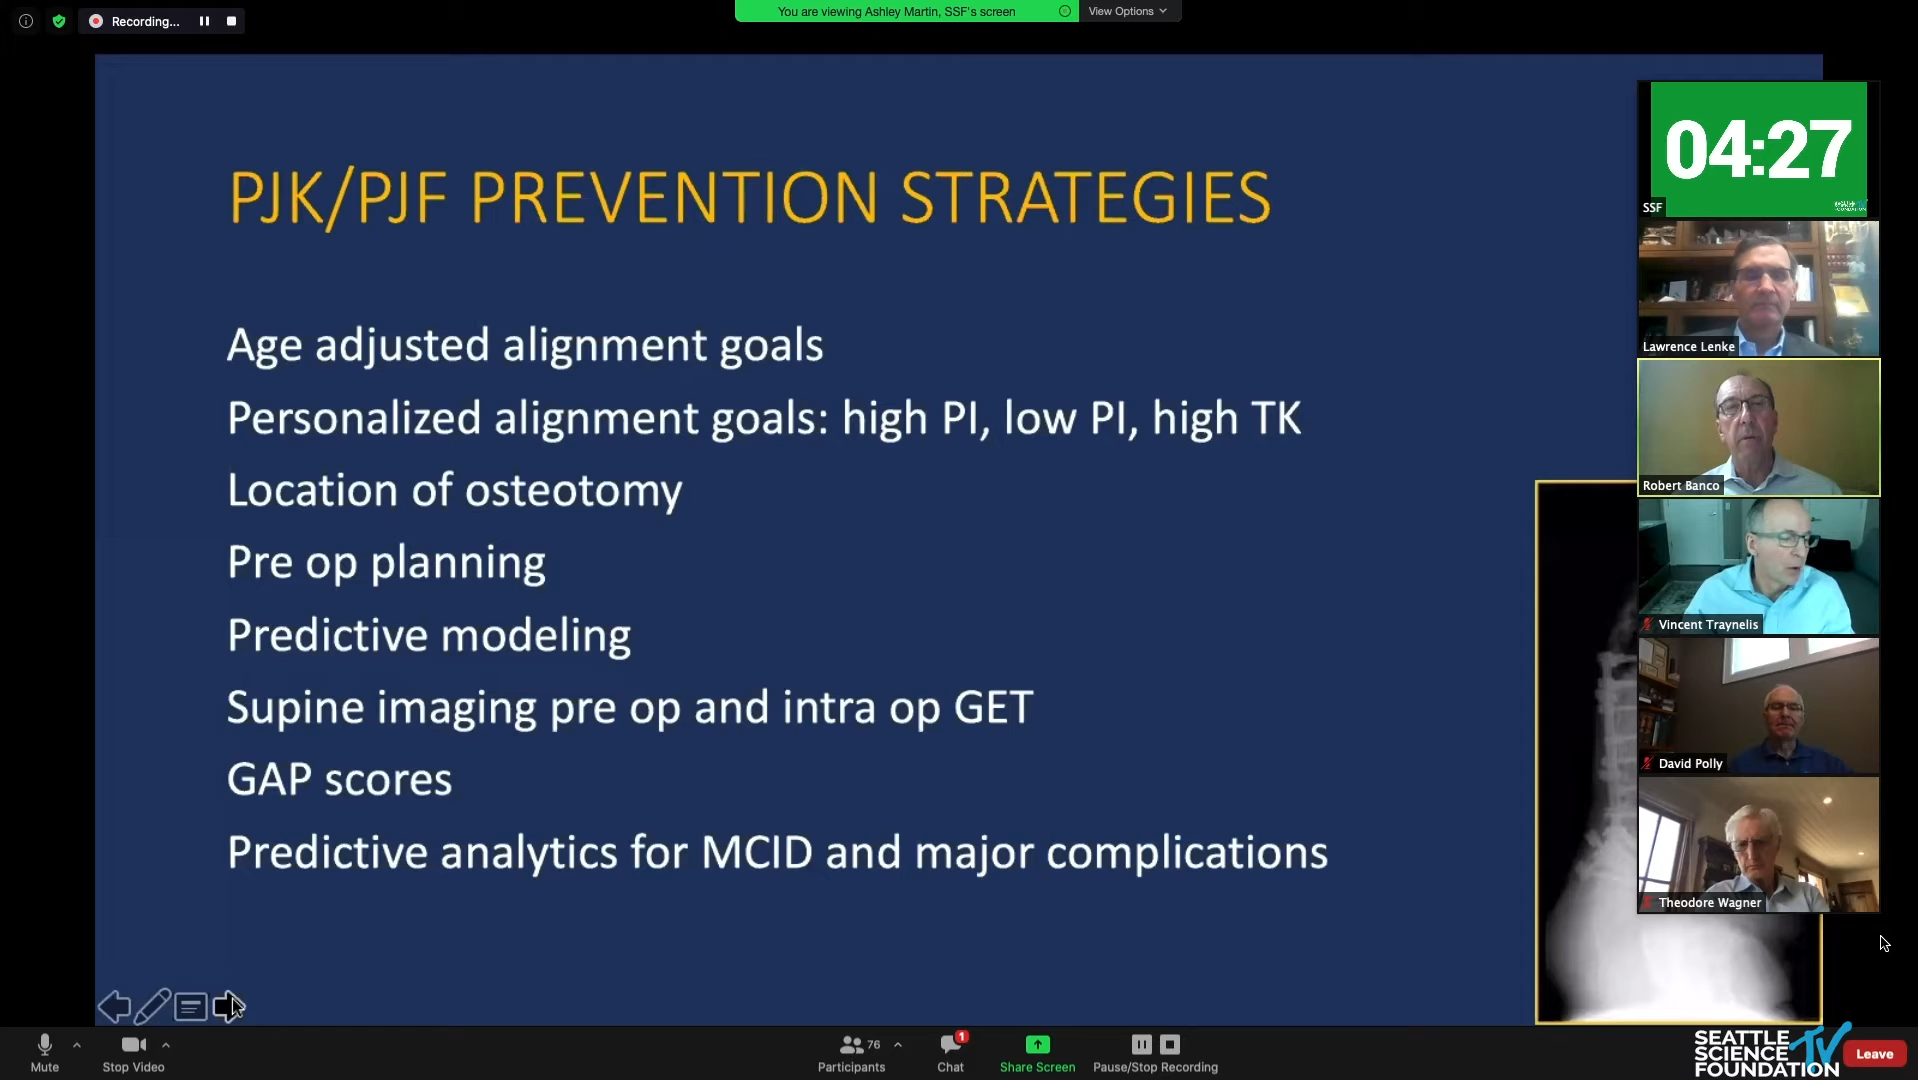 Recording...
You are viewing Ashley Martin, SSF's screen
View Options
PJK/PJF PREVENTION STRATEGIES
Age adjusted alignment goals
Personalized alignment goals: high PI, low PI, high TK
Location of osteotomy
Pre op planning
Predictive modeling
Supine imaging pre op and intra op GET
GAP scores
Predictive analytics for MCID and major complications
04:27
SSF
Lawrence Lenke
Robert Banco
Vincent Traynelis
David Polly
Theodore Wagner
Mute
Stop Video
76
Participants
1
Chat
Share Screen
Pause/Stop Recording
SEATTLE
SCIENCE TV
FOUNDATION
Leave